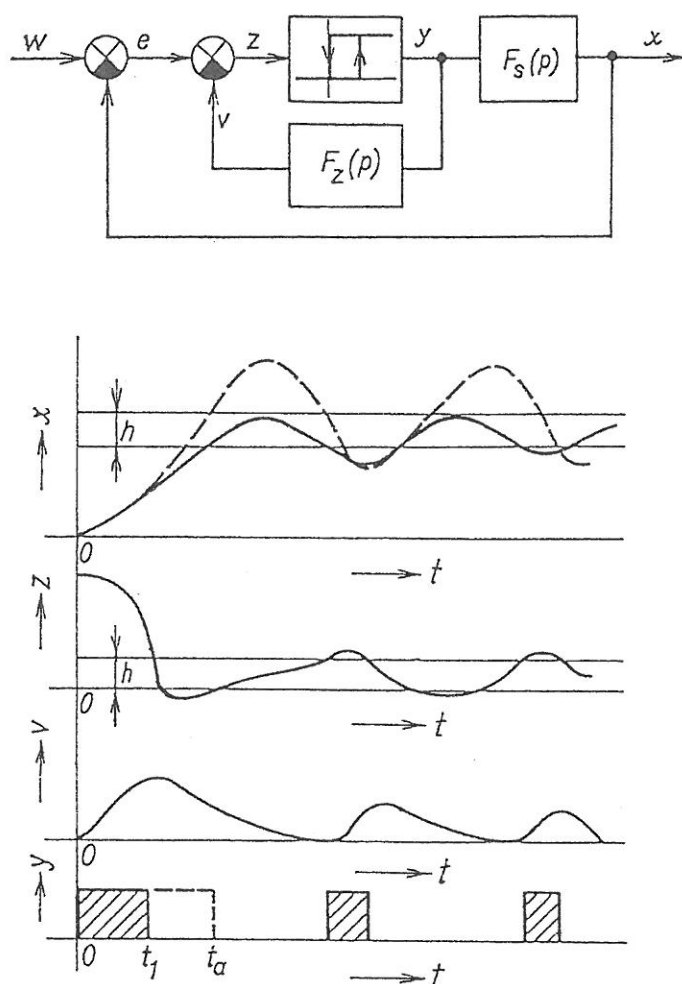 w e z y F_s(p) x
v F_z(p)
x h
0 t
z h
0 t
v
0 t
y
0 t_1 t_a t